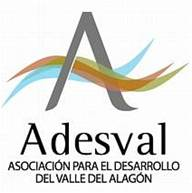 A
Adesval
ASOCIACIÓN PARA EL DESARROLLO
DEL VALLE DEL ALAGÓN